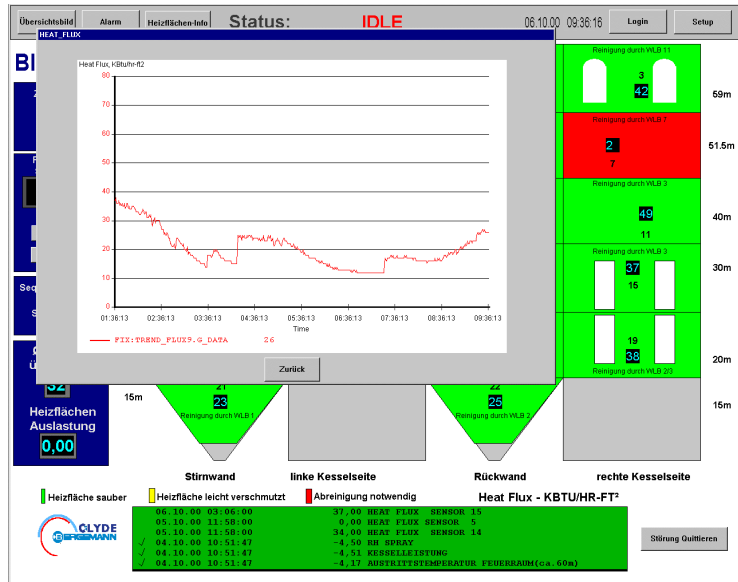 Übersichtsbild Alarm Heizflächen-Info Status: IDLE 06.10.00 09:36:16 Login Setup
HEAT_FLUX
BI
Heat Flux, KBtu/hr-ft2
80
70
60
50
40
30
20
10
0
01:36:13 02:36:13 03:36:13 04:36:13 05:36:13 06:36:13 07:36:13 08:36:13 09:36:13
Time
FIX:TREND_FLUX9.G_DATA 26
Zurück
Reinigung durch WLB 11
3
42
59m
Reinigung durch WLB 7
2
7
51.5m
Reinigung durch WLB 3
49
11
40m
Reinigung durch WLB 3
37
15
30m
19
38
Reinigung durch WLB 2/3
20m
Seq
S
ü
32
Heizflächen
Auslastung
0,00
15m
21
23
Reinigung durch WLB 1
22
25
Reinigung durch WLB 2
15m
Stirnwand linke Kesselseite Rückwand rechte Kesselseite
Heizfläche sauber Heizfläche leicht verschmutzt Abreinigung notwendig Heat Flux - KBTU/HR-FT²
CLYDE
BERGEMANN
06.10.00 03:06:00 37,00 HEAT FLUX SENSOR 15
05.10.00 11:58:00 0,00 HEAT FLUX SENSOR 5
05.10.00 11:58:00 34,00 HEAT FLUX SENSOR 14
√ 04.10.00 10:51:47 -4,50 RH SPRAY
√ 04.10.00 10:51:47 -4,51 KESSELLEISTUNG
√ 04.10.00 10:51:47 -4,17 AUSTRITTSTEMPERATUR FEUERRAUM(ca.60m)
Störung Quittieren